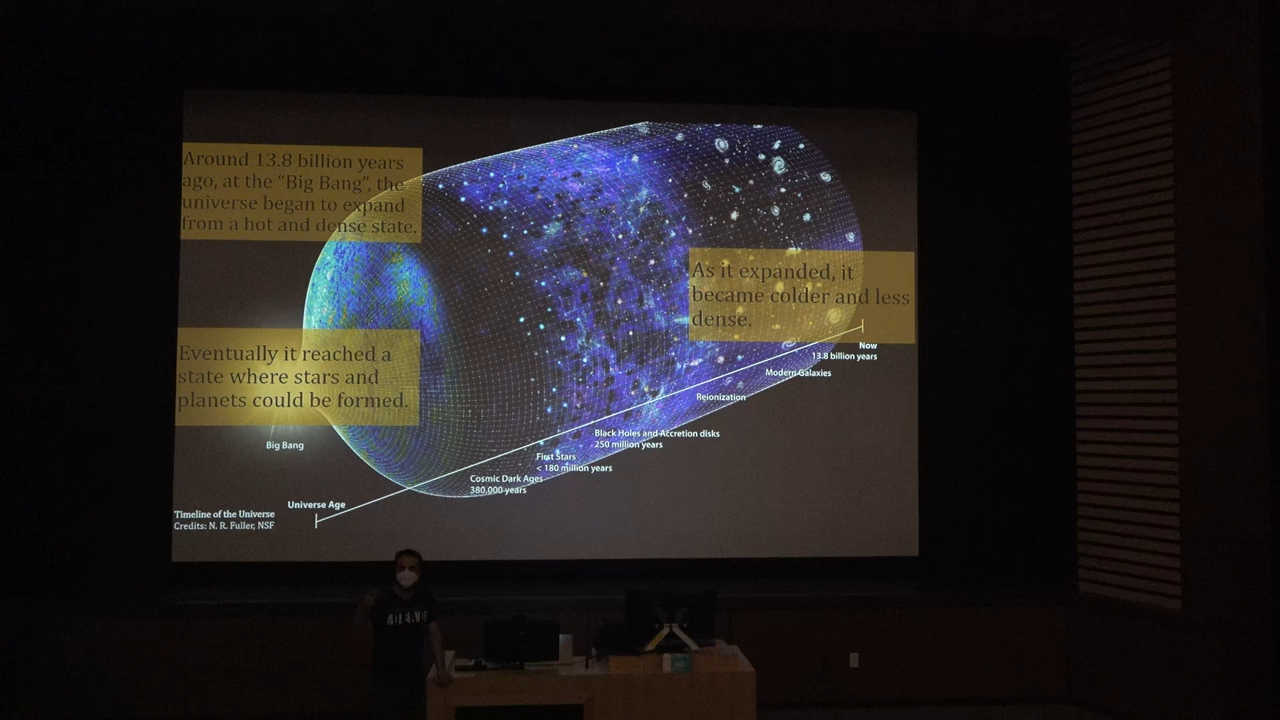 Around 13.8 billion years
ago, at the “Big Bang”, the
universe began to expand
from a hot and dense state.
As it expanded, it
became colder and less
dense.
Eventually it reached a
state where stars and
planets could be formed.
Big Bang
Now
13.8 billion years
Modern Galaxies
Reionization
Black Holes and Accretion disks
250 million years
First Stars
< 180 million years
Cosmic Dark Ages
380,000 years
Universe Age
Timeline of the Universe
Credits: N. R. Fuller, NSF